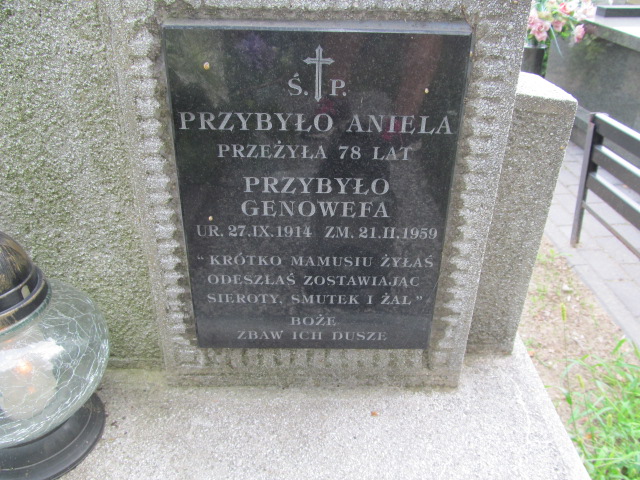 Ś. P.
PRZYBYŁO ANIELA
PRZEŻYŁA 78 LAT
PRZYBYŁO
GENOWEFA
UR. 27.IX.1914 ZM. 21.II.1959
"KRÓTKO MAMUSIU ŻYŁAŚ
ODESZŁAŚ ZOSTAWIAJĄC
SIEROTY, SMUTEK I ŻAL"
BOŻE
ZBAW ICH DUSZE